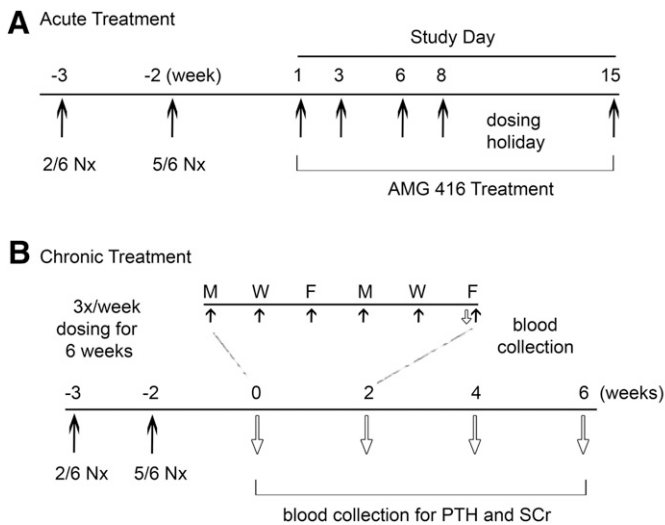 A Acute Treatment
Study Day
-3 -2 (week) 1 3 6 8 15
dosing
holiday
2/6 Nx 5/6 Nx
AMG 416 Treatment
B Chronic Treatment
M W F M W F
3x/week
dosing for
6 weeks
blood
collection
-3 -2 0 2 4 6 (weeks)
2/6 Nx 5/6 Nx
blood collection for PTH and SCr